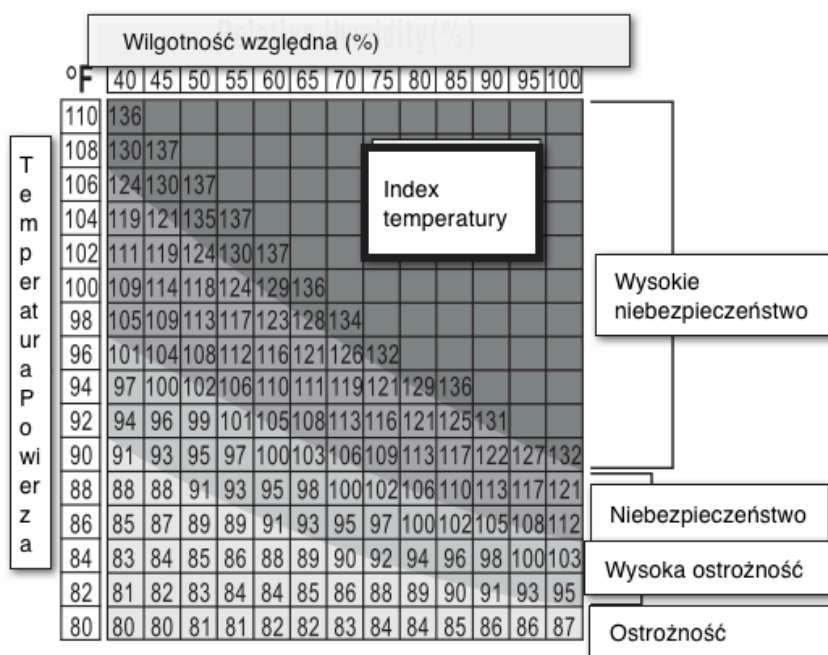 Wilgotność względna (%)
°F 40 45 50 55 60 65 70 75 80 85 90 95 100
T
e
m
p
er
at
ur
a
P
o
wi
er
z
a
110 136
108 130 137
106 124 130 137
104 119 121 135 137
102 111 119 124 130 137
100 109 114 118 124 129 136
98 105 109 113 117 123 128 134
96 101 104 108 112 116 121 126 132
94 97 100 102 106 110 111 119 121 129 136
92 94 96 99 101 105 108 113 116 121 125 131
90 91 93 95 97 100 103 106 109 113 117 122 127 132
88 88 88 91 93 95 98 100 102 106 110 113 117 121
86 85 87 89 89 91 93 95 97 100 102 105 108 112
84 83 84 85 86 88 89 90 92 94 96 98 100 103
82 81 82 83 84 84 85 86 88 89 90 91 93 95
80 80 80 81 81 82 82 83 84 84 85 86 86 87
Index
temperatury
Wysokie
niebezpieczeństwo
Niebezpieczeństwo
Wysoka ostrożność
Ostrożność